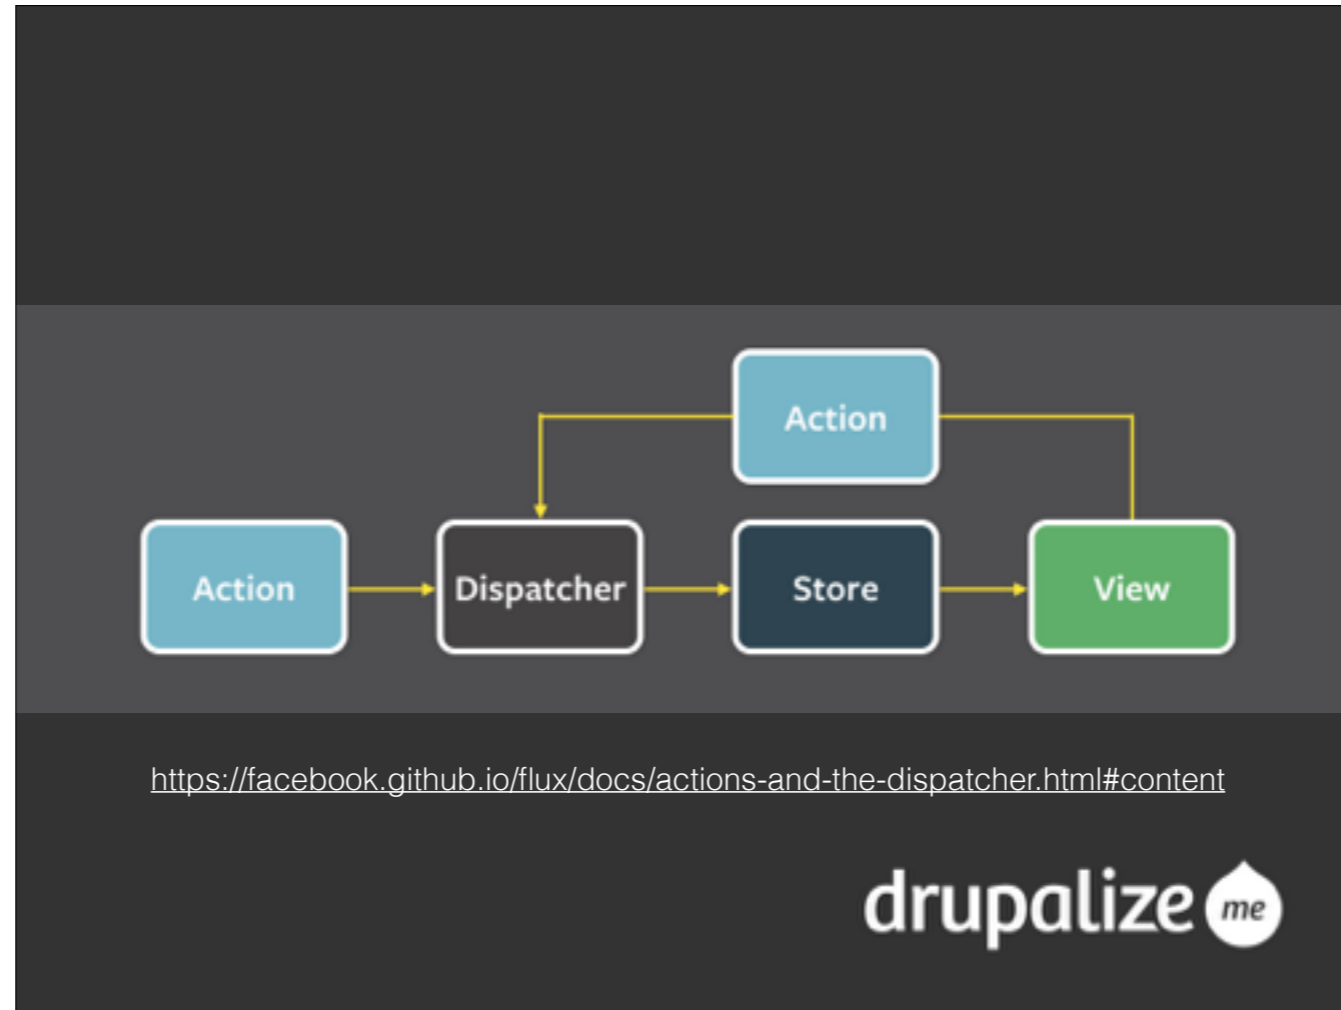 Action
Action
Dispatcher
Store
View
https://facebook.github.io/flux/docs/actions-and-the-dispatcher.html#content
drupalize me